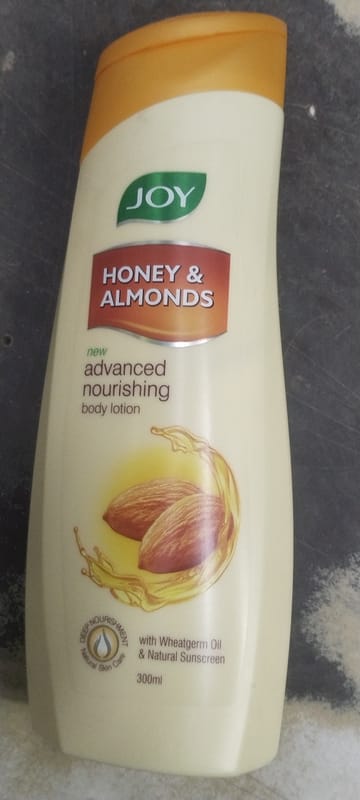 JOY
HONEY &
ALMONDS
new
advanced
nourishing
body lotion
DEEP NOURISHMENT
Natural Skin Care
with Wheatgerm Oil
& Natural Sunscreen
300ml